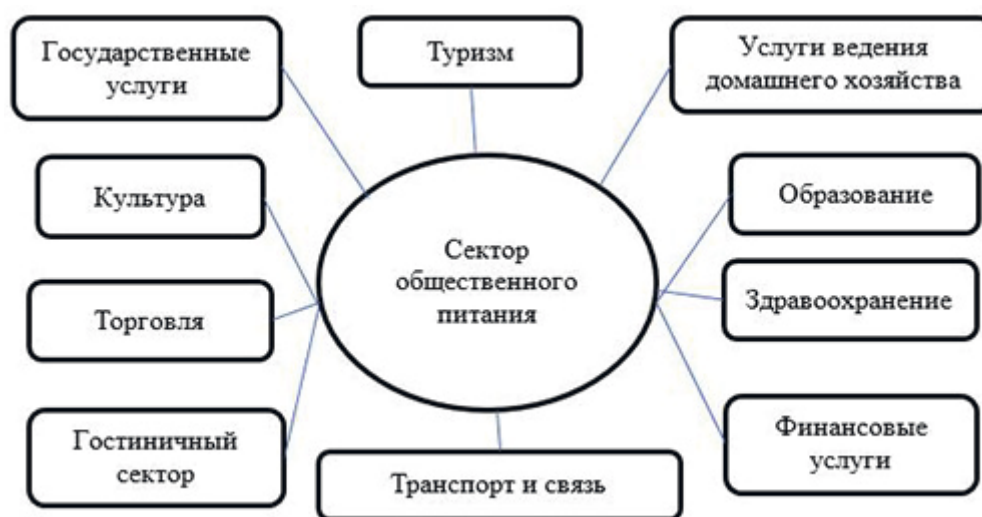 Государственные
услуги
Туризм
Услуги ведения
домашнего хозяйства
Культура
Образование
Сектор
общественного
питания
Торговля
Здравоохранение
Гостиничный
сектор
Транспорт и связь
Финансовые
услуги